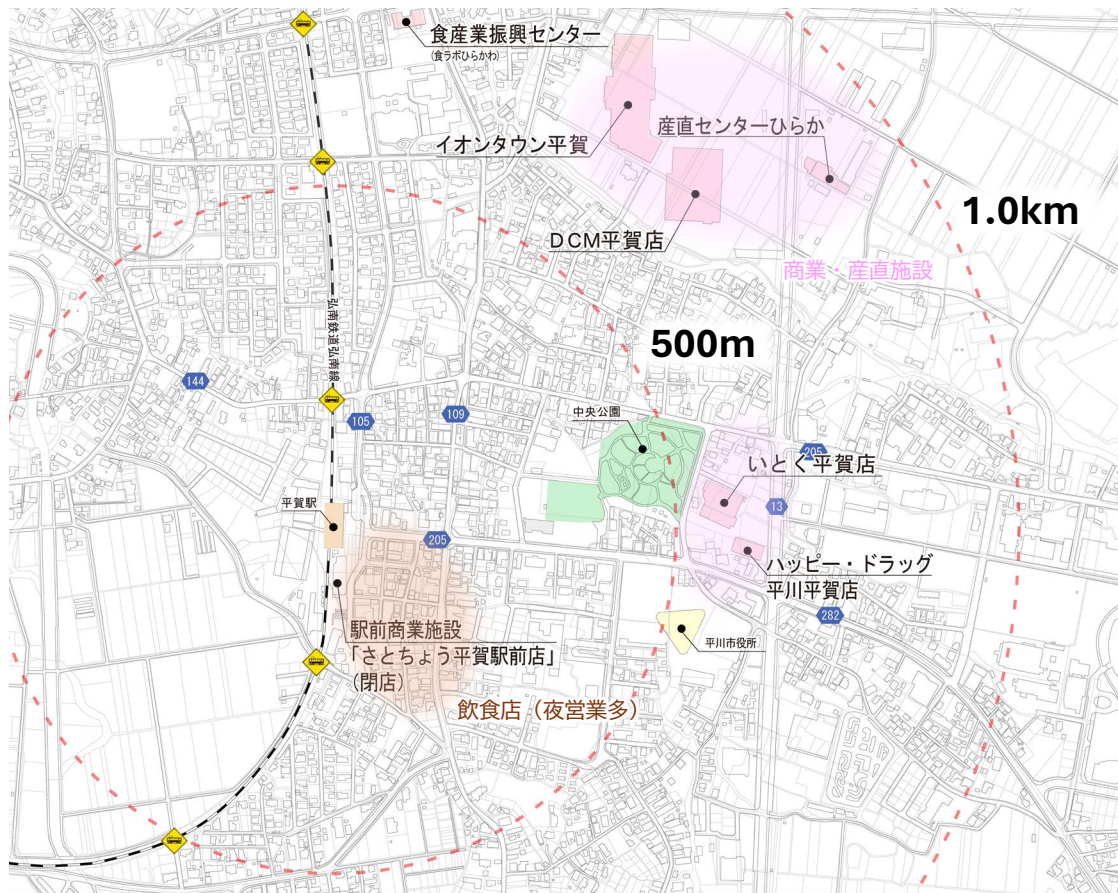 食産業振興センター
(食ラボひらかわ)
イオンタウン平賀
産直センターひらか
DCM平賀店
1.0km
商業・産直施設
500m
弘南鉄道弘南線
144
105
109
中央公園
205
いとく平賀店
13
平賀駅
205
ハッピー・ドラッグ
平川平賀店
282
駅前商業施設
「さとちょう平賀駅前店」
(閉店)
平川市役所
飲食店（夜営業多）